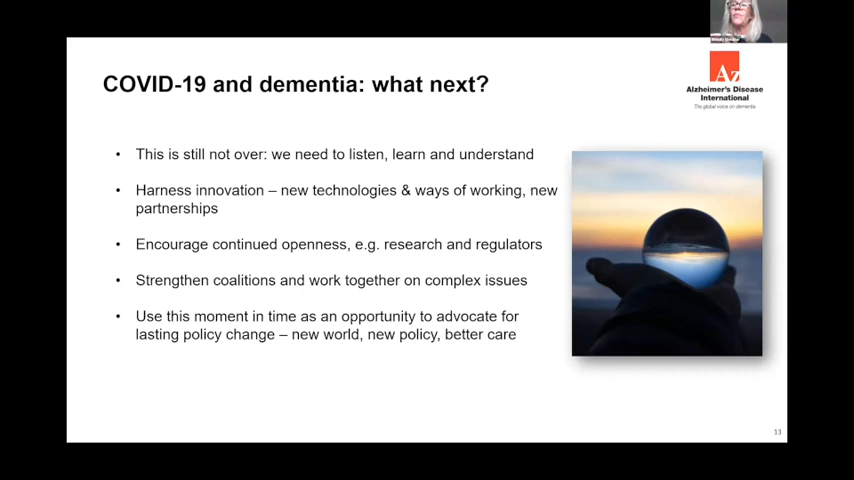 COVID-19 and dementia: what next?
Az
Alzheimer's Disease
International
The global voice on dementia
• This is still not over: we need to listen, learn and understand
• Harness innovation – new technologies & ways of working, new
partnerships
• Encourage continued openness, e.g. research and regulators
• Strengthen coalitions and work together on complex issues
• Use this moment in time as an opportunity to advocate for
lasting policy change – new world, new policy, better care
13